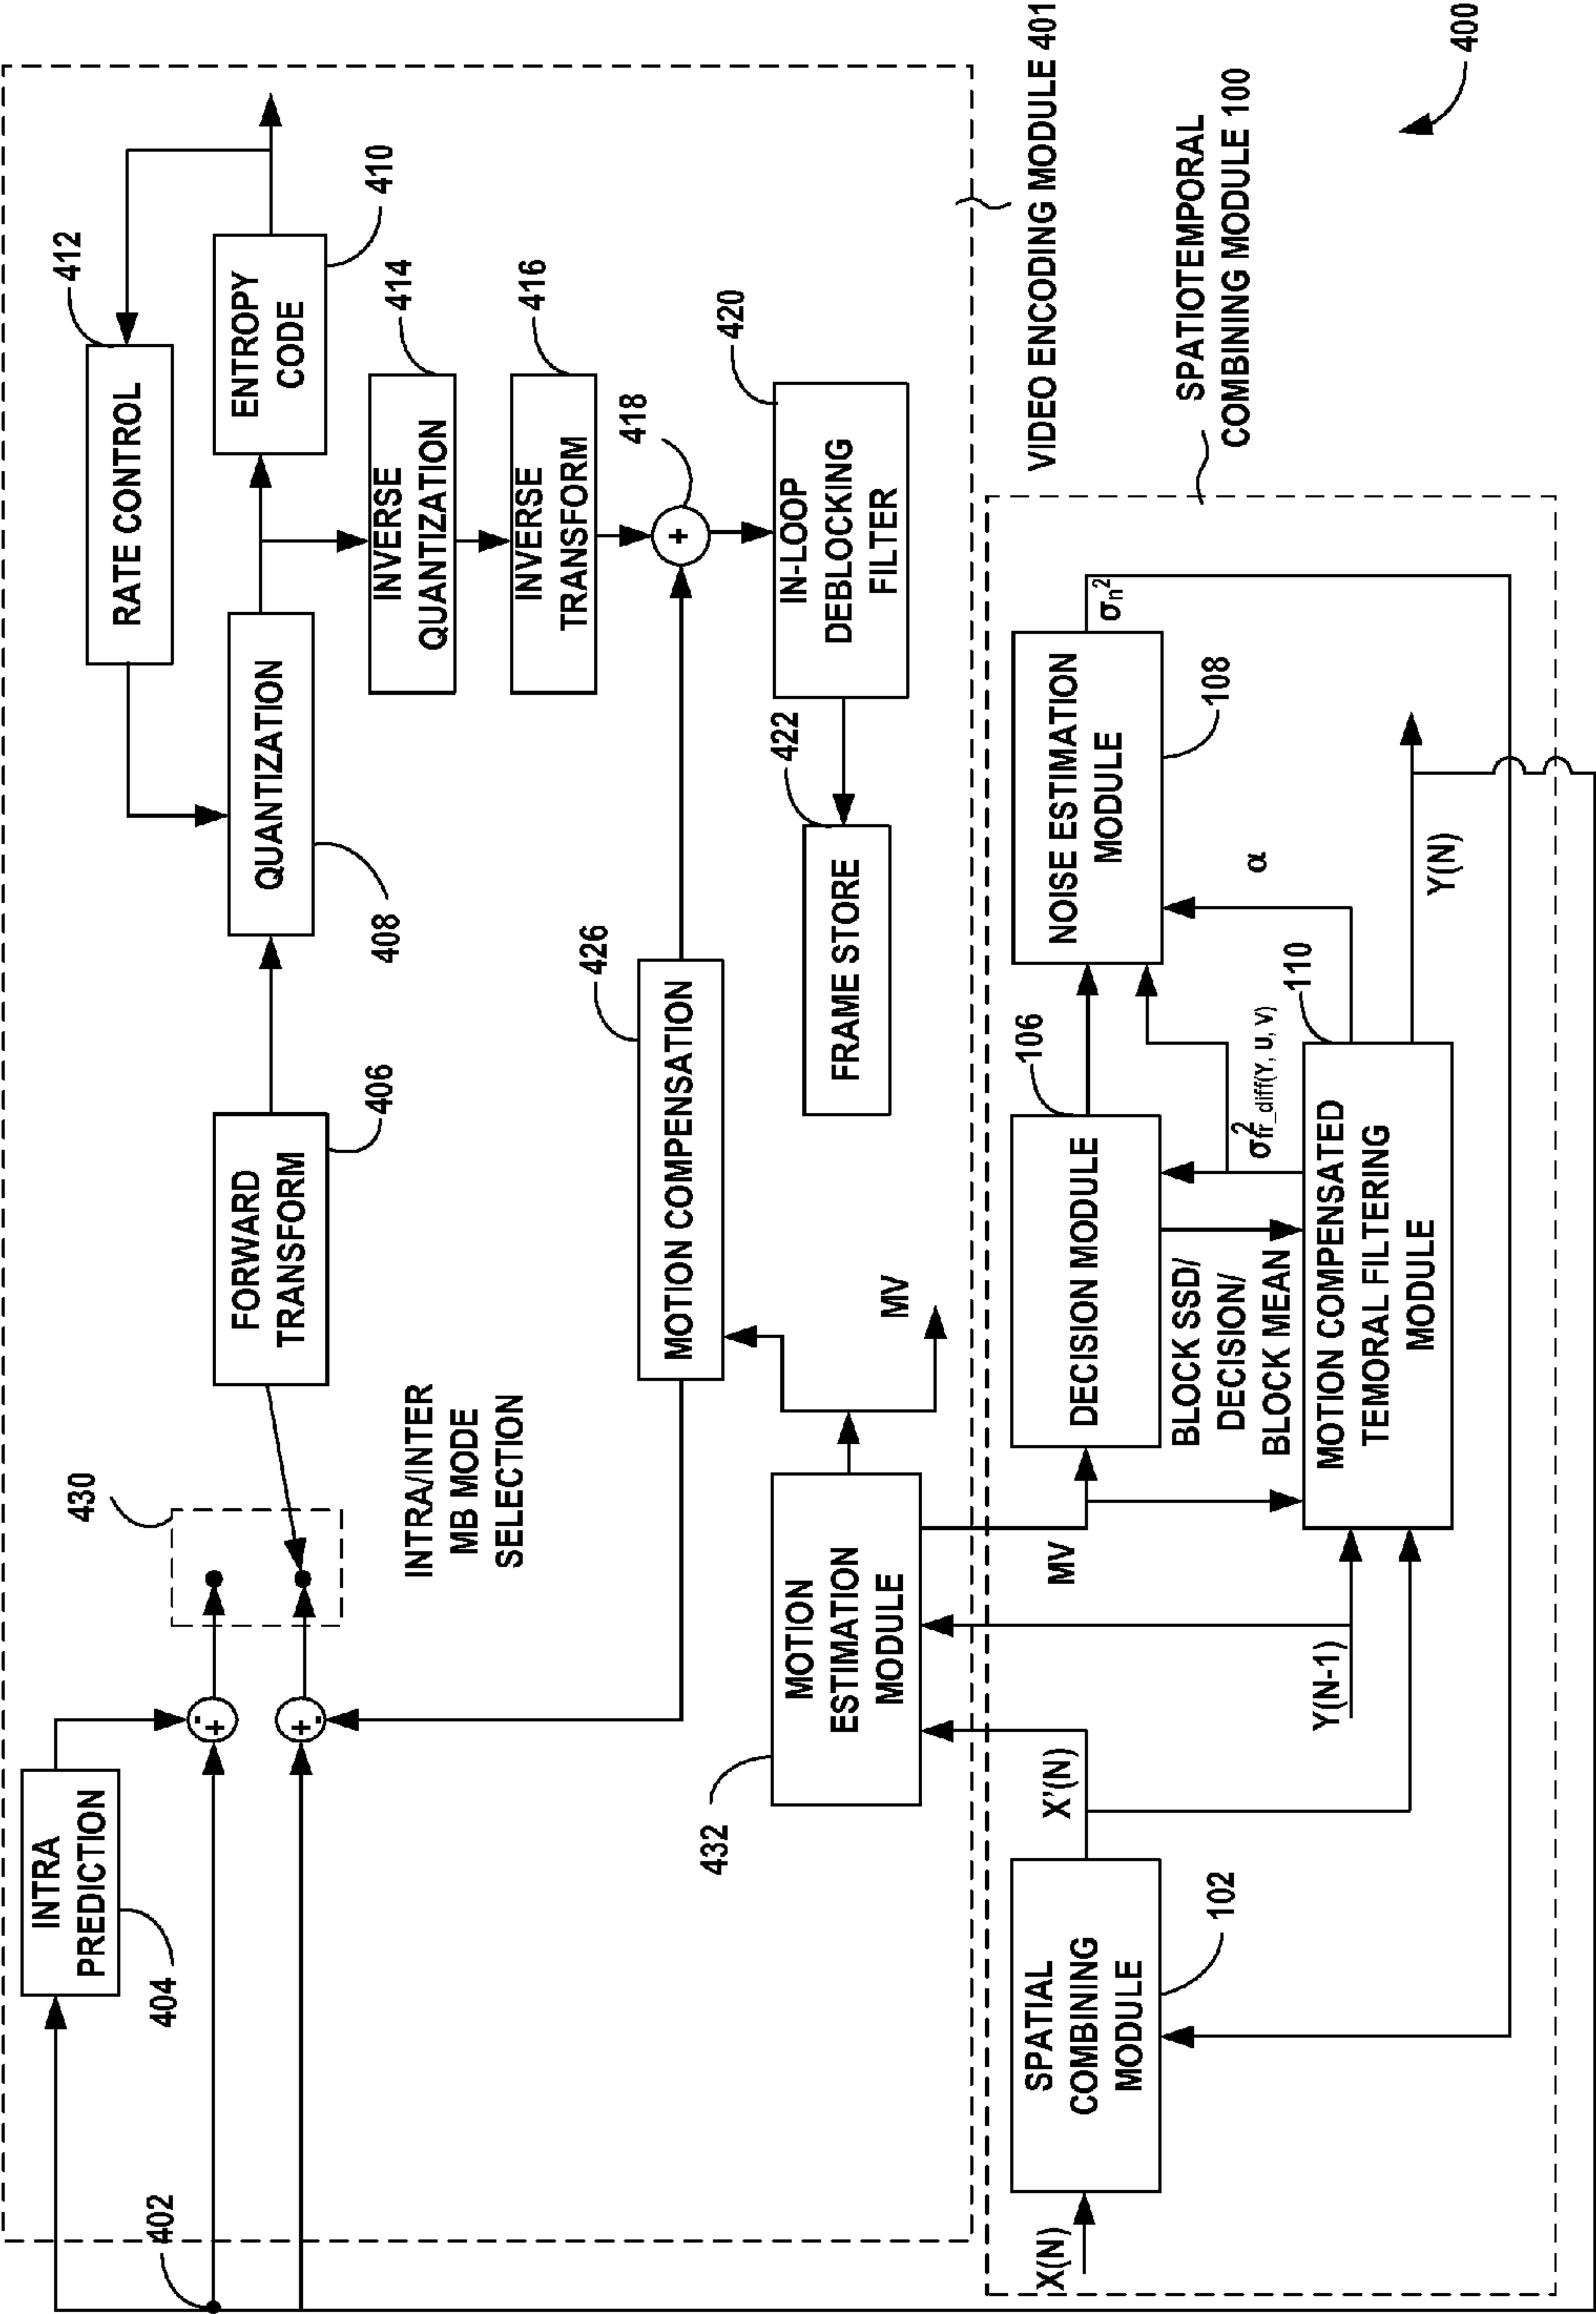 402
INTRA
PREDICTION
404
430
INTRA/INTER
MB MODE
SELECTION
FORWARD
TRANSFORM
406
QUANTIZATION
408
RATE CONTROL
412
ENTROPY
CODE
410
INVERSE
QUANTIZATION
414
INVERSE
TRANSFORM
416
+
418
IN-LOOP
DEBLOCKING
FILTER
420
FRAME STORE
422
MOTION COMPENSATION
426
- +
+ -
MOTION
ESTIMATION
MODULE
432
MV
VIDEO ENCODING MODULE 401
SPATIOTEMPORAL
COMBINING MODULE 100
X(N)
SPATIAL
COMBINING
MODULE
102
X'(N)
Y(N-1)
MV
DECISION MODULE
106
BLOCK SSD/
DECISION/
BLOCK MEAN
σ²fr_diff(Y, U, V)
MOTION COMPENSATED
TEMORAL FILTERING
MODULE
110
NOISE ESTIMATION
MODULE
108
σn²
α
Y(N)
400